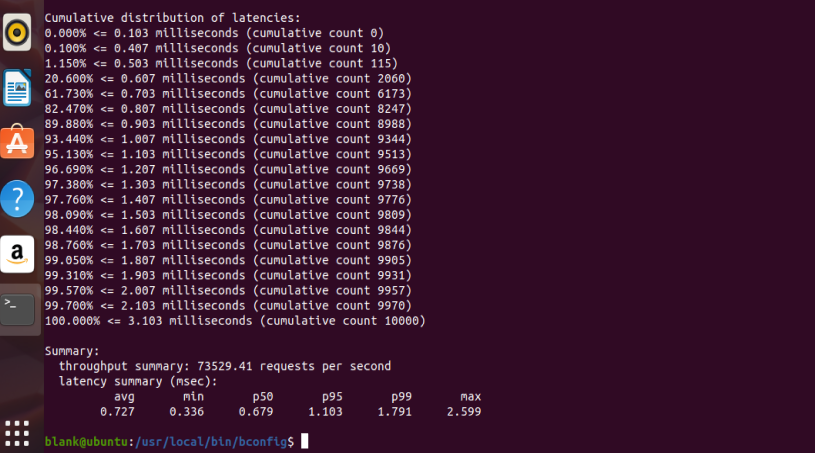 Cumulative distribution of latencies:
0.000% <= 0.103 milliseconds (cumulative count 0)
0.100% <= 0.407 milliseconds (cumulative count 10)
1.150% <= 0.503 milliseconds (cumulative count 115)
20.600% <= 0.607 milliseconds (cumulative count 2060)
61.730% <= 0.703 milliseconds (cumulative count 6173)
82.470% <= 0.807 milliseconds (cumulative count 8247)
89.880% <= 0.903 milliseconds (cumulative count 8988)
93.440% <= 1.007 milliseconds (cumulative count 9344)
95.130% <= 1.103 milliseconds (cumulative count 9513)
96.690% <= 1.207 milliseconds (cumulative count 9669)
97.380% <= 1.303 milliseconds (cumulative count 9738)
97.760% <= 1.407 milliseconds (cumulative count 9776)
98.090% <= 1.503 milliseconds (cumulative count 9809)
98.440% <= 1.607 milliseconds (cumulative count 9844)
98.760% <= 1.703 milliseconds (cumulative count 9876)
99.050% <= 1.807 milliseconds (cumulative count 9905)
99.310% <= 1.903 milliseconds (cumulative count 9931)
99.570% <= 2.007 milliseconds (cumulative count 9957)
99.700% <= 2.103 milliseconds (cumulative count 9970)
100.000% <= 3.103 milliseconds (cumulative count 10000)
Summary:
throughput summary: 73529.41 requests per second
latency summary (msec):
avg min p50 p95 p99 max
0.727 0.336 0.679 1.103 1.791 2.599
blank@ubuntu:/usr/local/bin/bconfig$